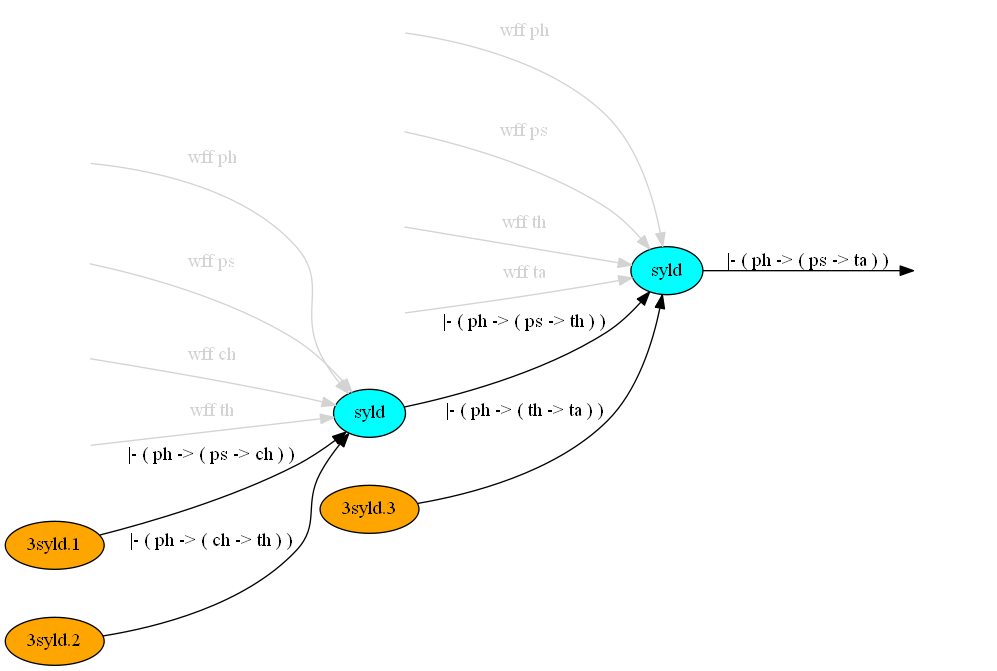 wff ph
wff ps
wff ph
wff th
wff ps
syld
|- ( ph -> ( ps -> ta ) )
wff ta
|- ( ph -> ( ps -> th ) )
wff ch
wff th
syld
|- ( ph -> ( th -> ta ) )
|- ( ph -> ( ps -> ch ) )
3syld.3
3syld.1
|- ( ph -> ( ch -> th ) )
3syld.2